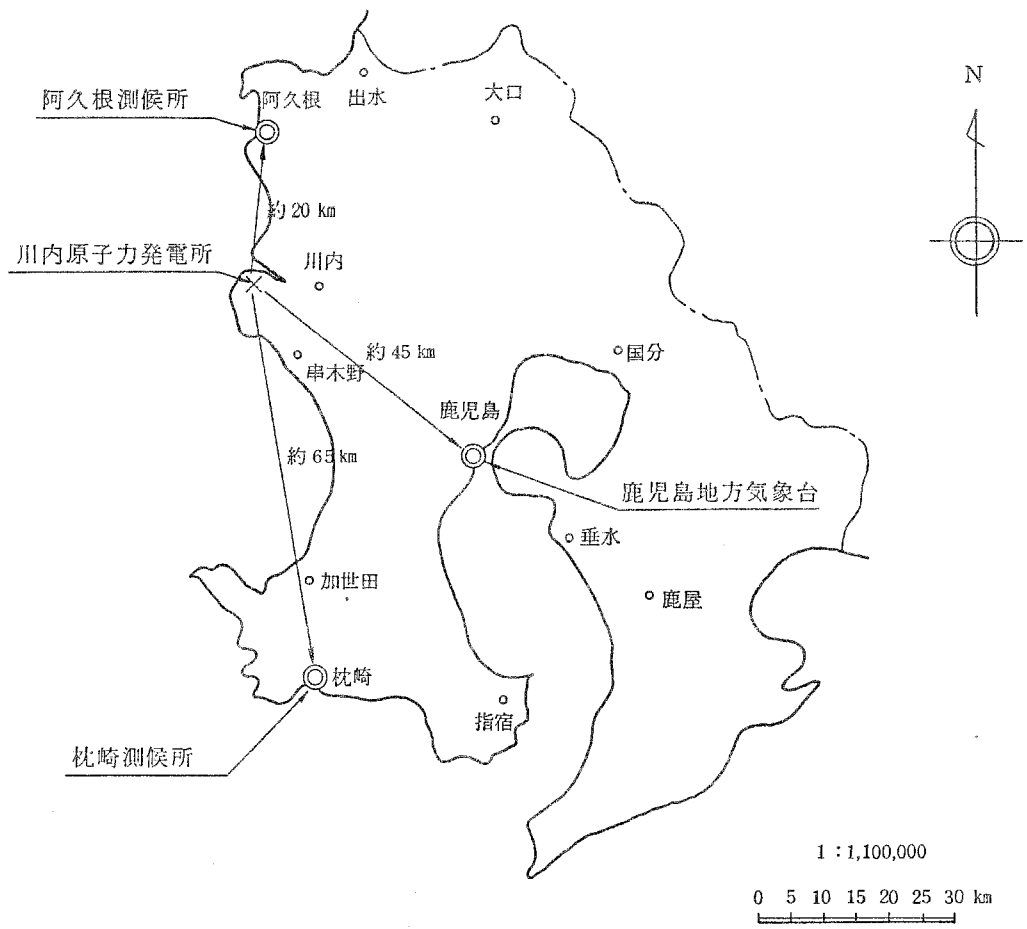 阿久根測候所
阿久根
出水
大口
N
約 20 km
川内原子力発電所
川内
串木野
約 45 km
国分
鹿児島
約 65 km
鹿児島地方気象台
垂水
加世田
鹿屋
枕崎
指宿
枕崎測候所
1 : 1,100,000
0 5 10 15 20 25 30 km